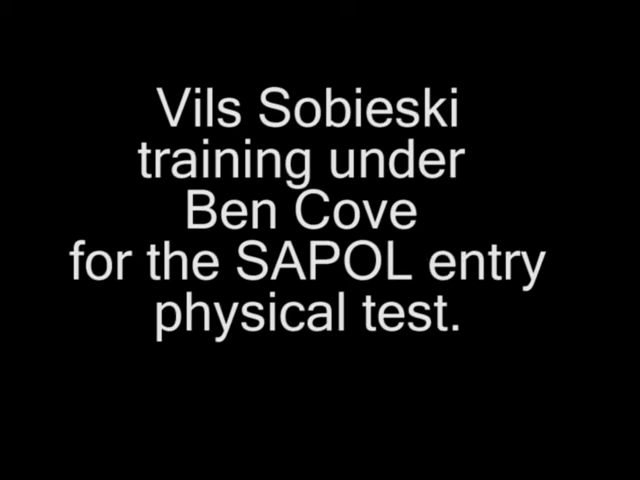 Vils Sobieski
training under
Ben Cove
for the SAPOL entry
physical test.